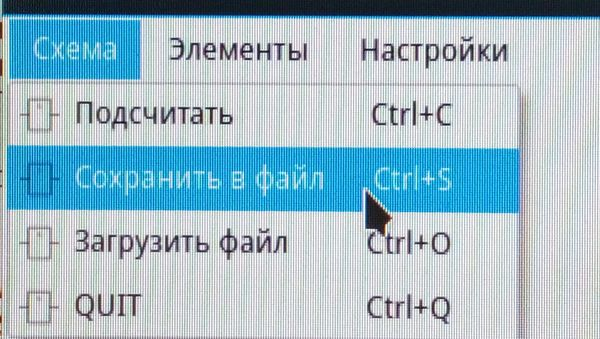 Схема Элементы Настройки
Подсчитать Ctrl+C
Сохранить в файл Ctrl+S
Загрузить файл Ctrl+O
QUIT Ctrl+Q